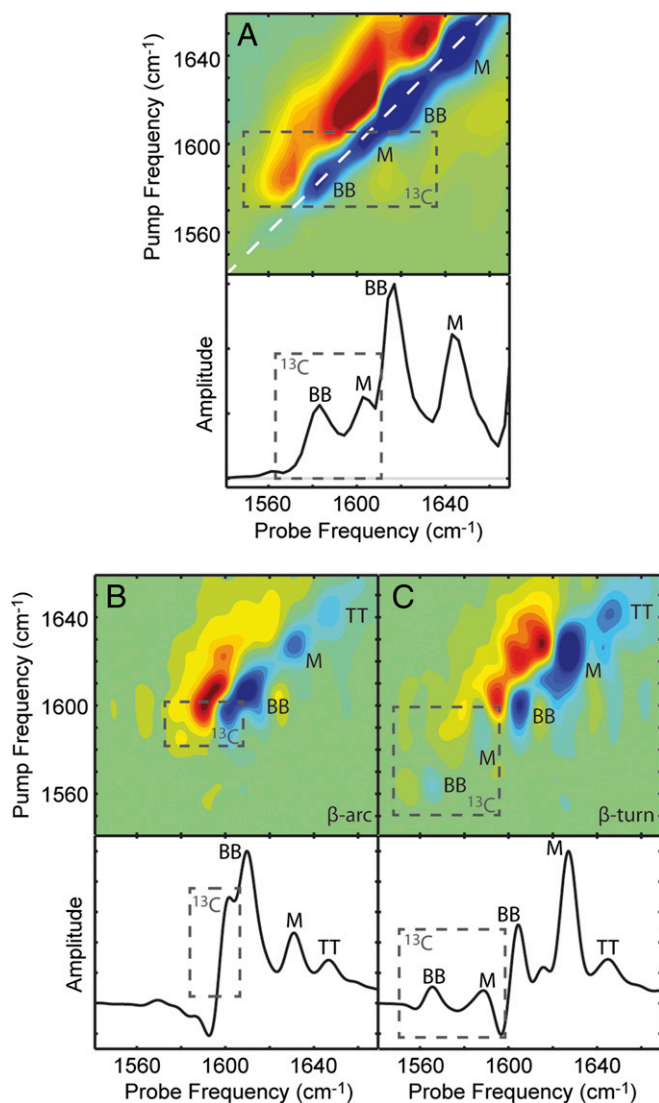 A
Pump Frequency (cm⁻¹)
1640
1600
1560
M
BB
M
BB
¹³C
Amplitude
BB
M
¹³C
BB
M
1560 1600 1640
Probe Frequency (cm⁻¹)
B
Pump Frequency (cm⁻¹)
1640
1600
1560
TT
M
BB
¹³C
β-arc
C
TT
M
BB
M
BB
¹³C
β-turn
Amplitude
BB
¹³C
M
TT
1560 1600 1640
Probe Frequency (cm⁻¹)
M
BB
¹³C
BB
M
TT
1560 1600 1640
Probe Frequency (cm⁻¹)